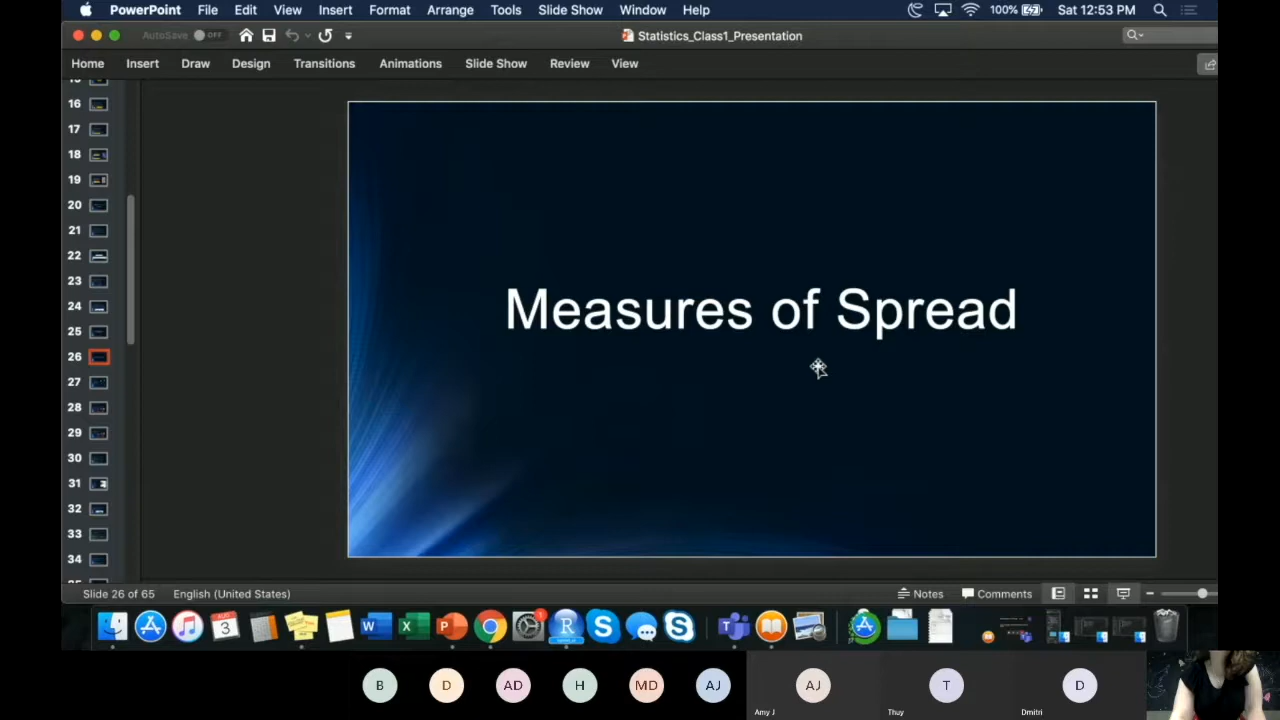 PowerPoint File Edit View Insert Format Arrange Tools Slide Show Window Help 100% Sat 12:53 PM
AutoSave OFF Statistics_Class1_Presentation
Home Insert Draw Design Transitions Animations Slide Show Review View
16
17
18
19
20
21
22
23
24
25
26
27
28
29
30
31
32
33
34
Measures of Spread
Slide 26 of 65 English (United States) Notes Comments
3 W X P 1 R S S
B D AD H MD AJ AJ T D
Amy J Thuy Dmitri